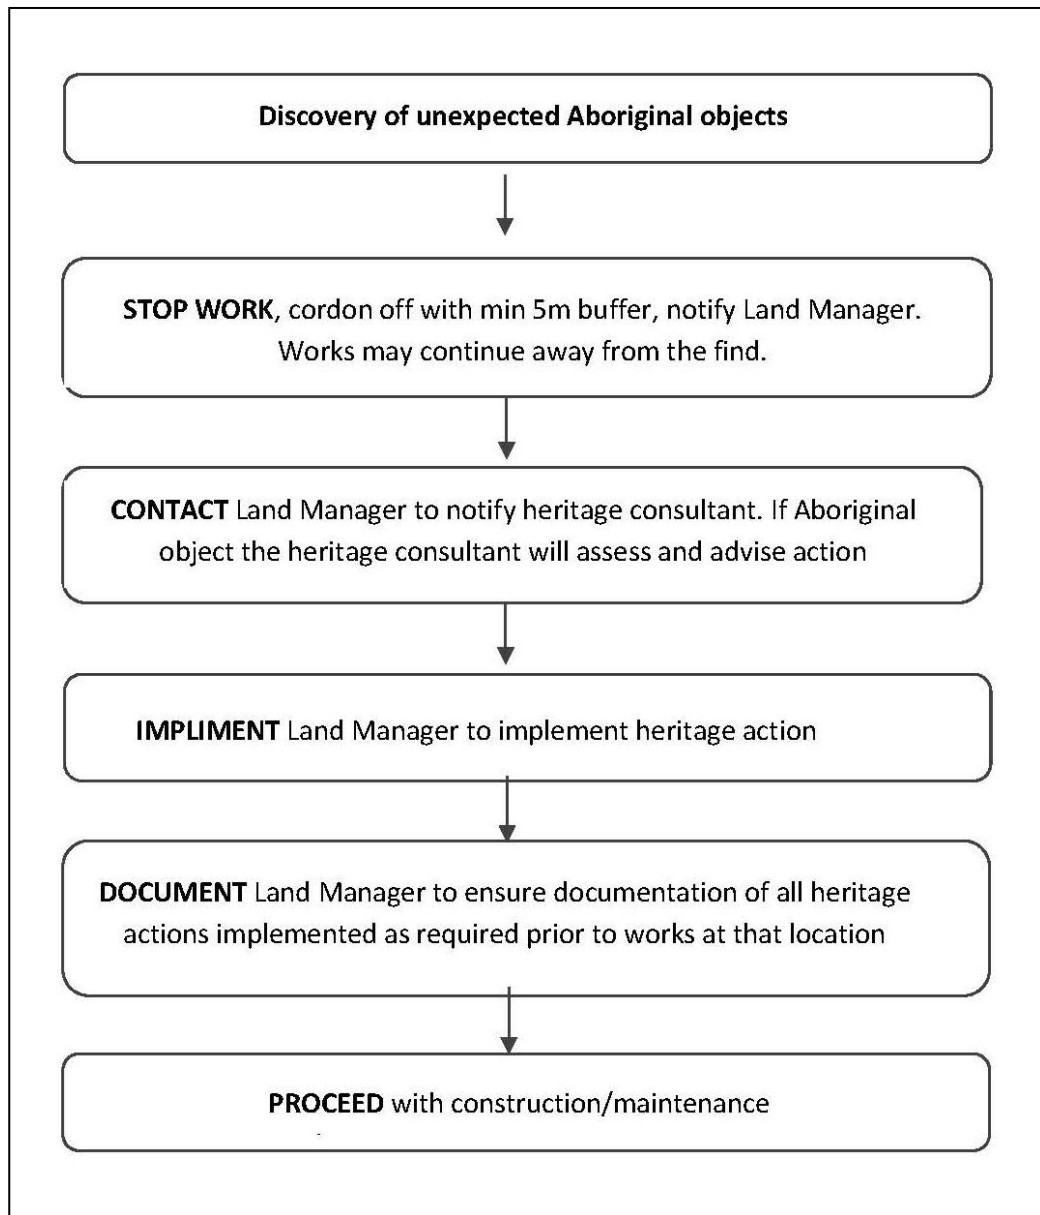 Discovery of unexpected Aboriginal objects
STOP WORK, cordon off with min 5m buffer, notify Land Manager.
Works may continue away from the find.
CONTACT Land Manager to notify heritage consultant. If Aboriginal
object the heritage consultant will assess and advise action
IMPLIMENT Land Manager to implement heritage action
DOCUMENT Land Manager to ensure documentation of all heritage
actions implemented as required prior to works at that location
PROCEED with construction/maintenance